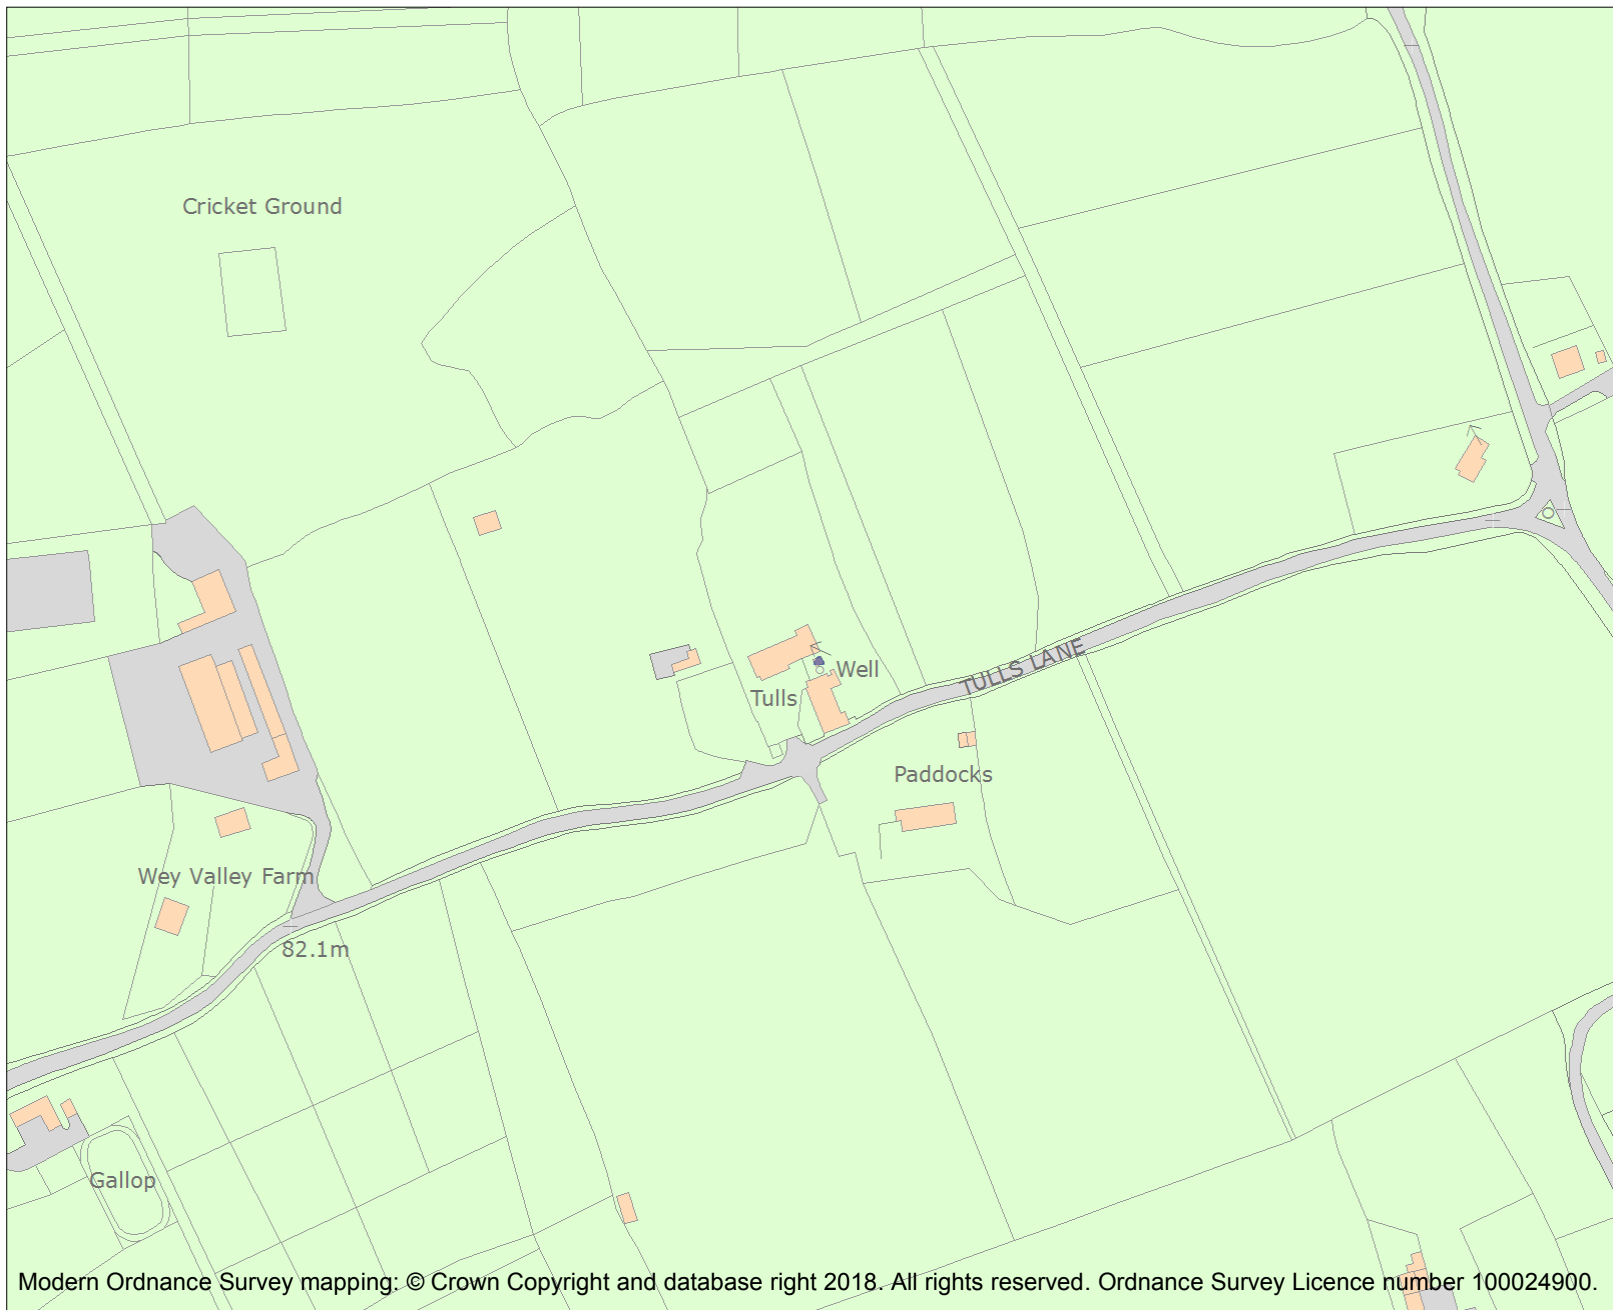 Cricket Ground
Well
TULLS LANE
Tulls
Paddocks
Wey Valley Farm
82.1m
Gallop
Modern Ordnance Survey mapping: © Crown Copyright and database right 2018. All rights reserved. Ordnance Survey Licence number 100024900.